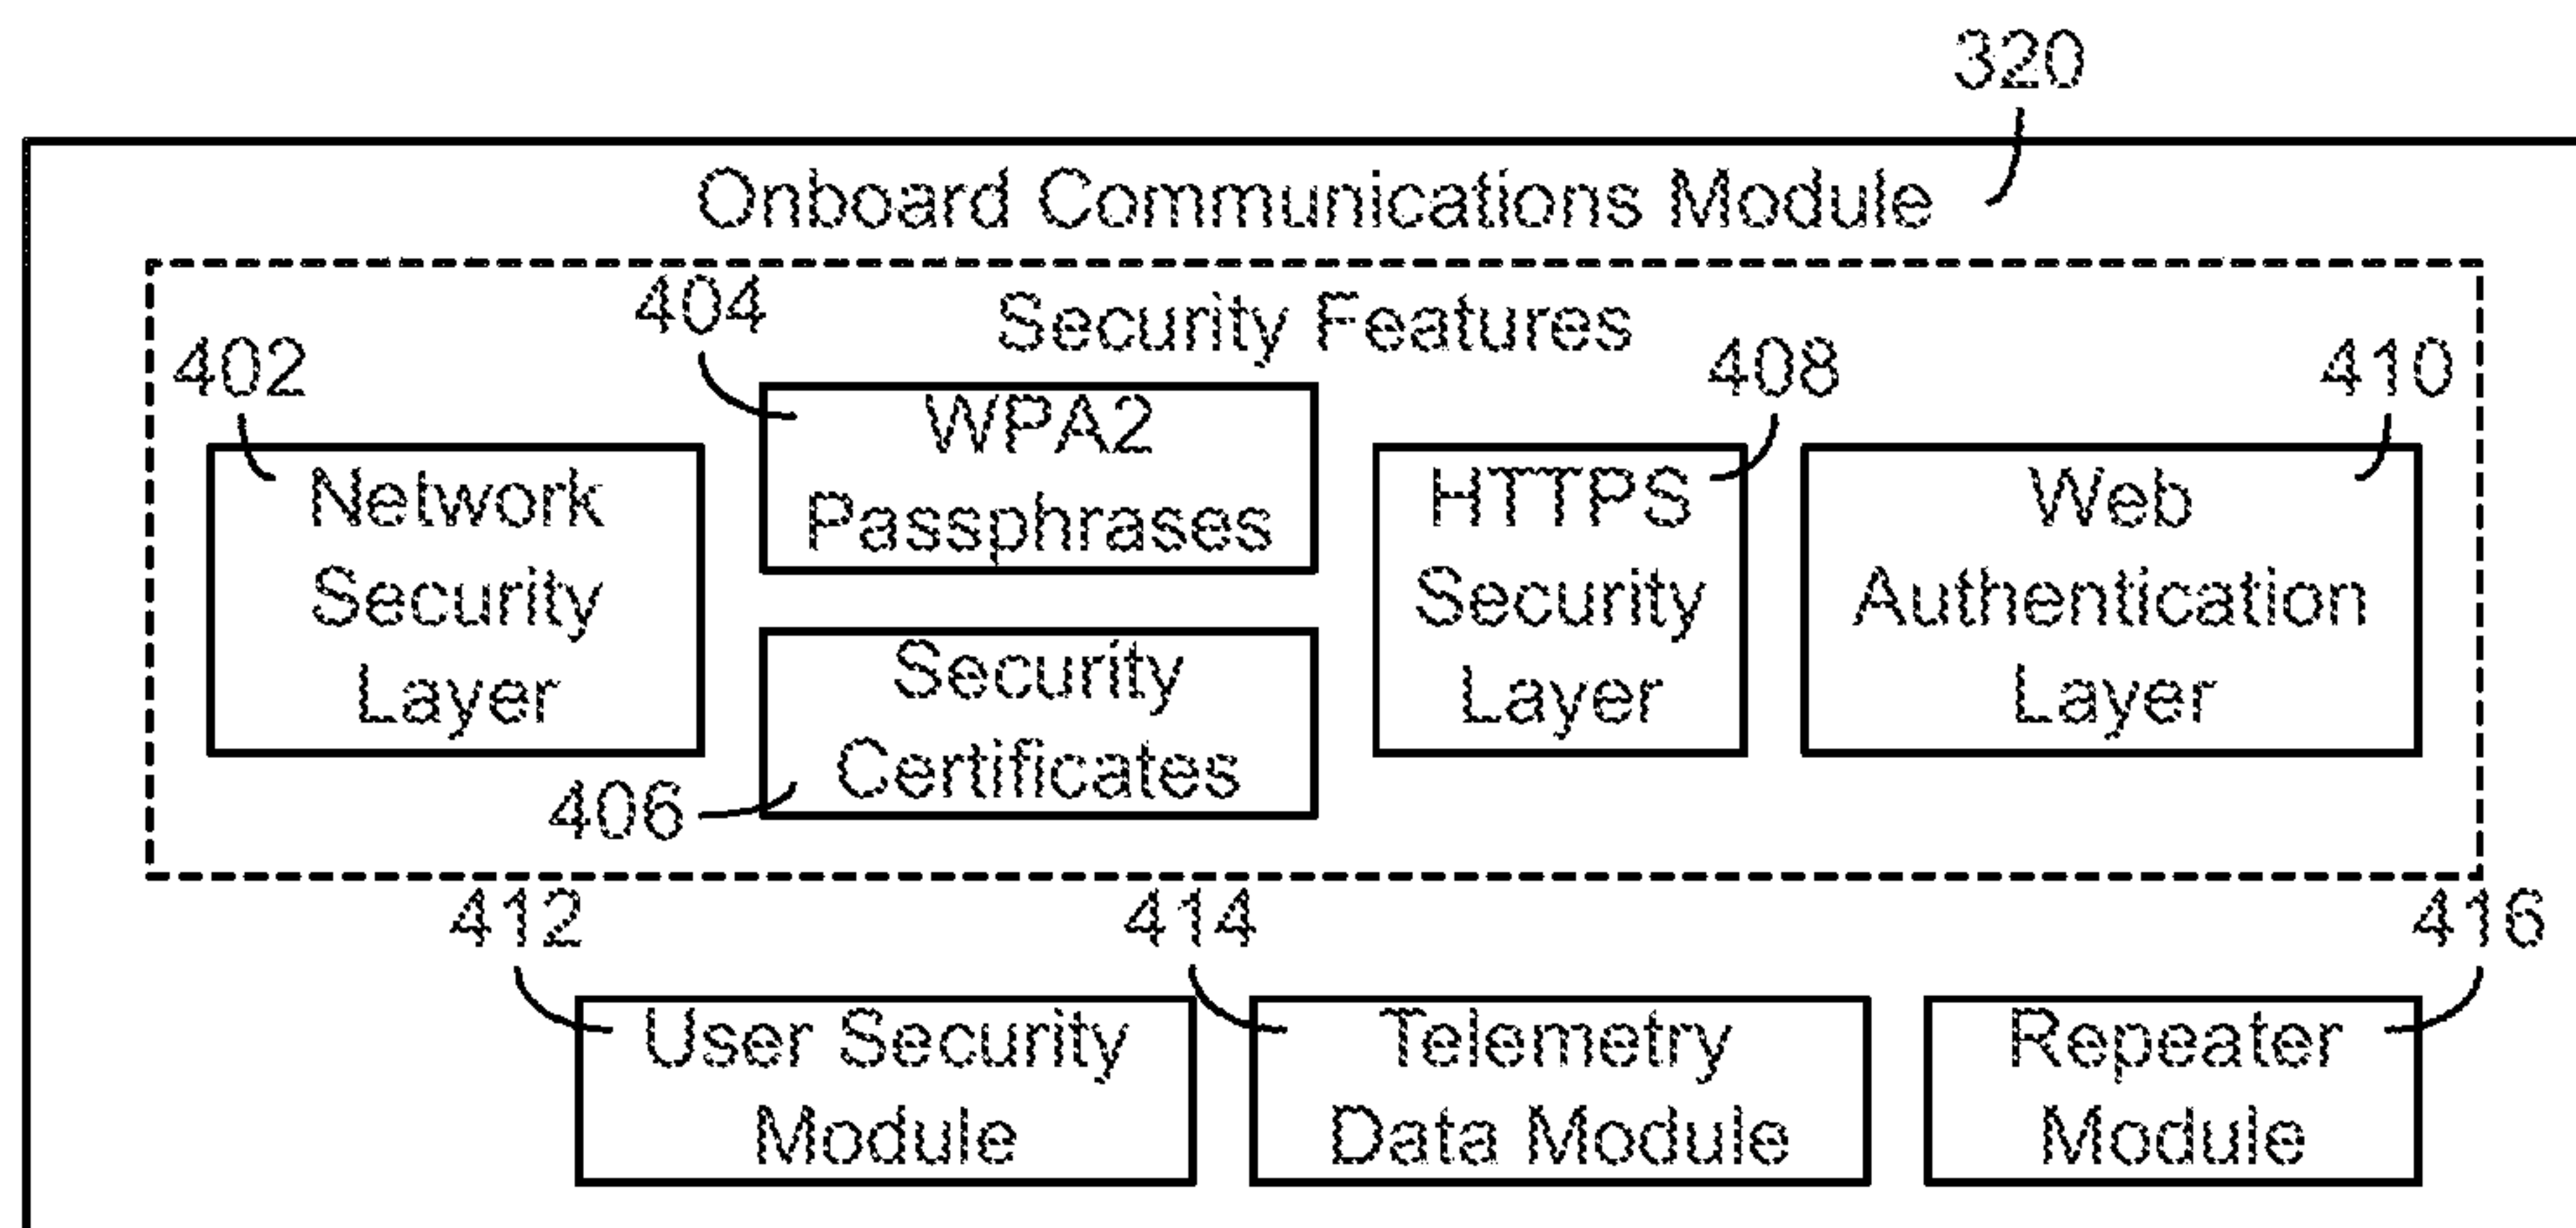 320
Onboard Communications Module
Security Features
402
Network
Security
Layer
404
WPA2
Passphrases
406
Security
Certificates
408
HTTPS
Security
Layer
410
Web
Authentication
Layer
412
User Security
Module
414
Telemetry
Data Module
416
Repeater
Module